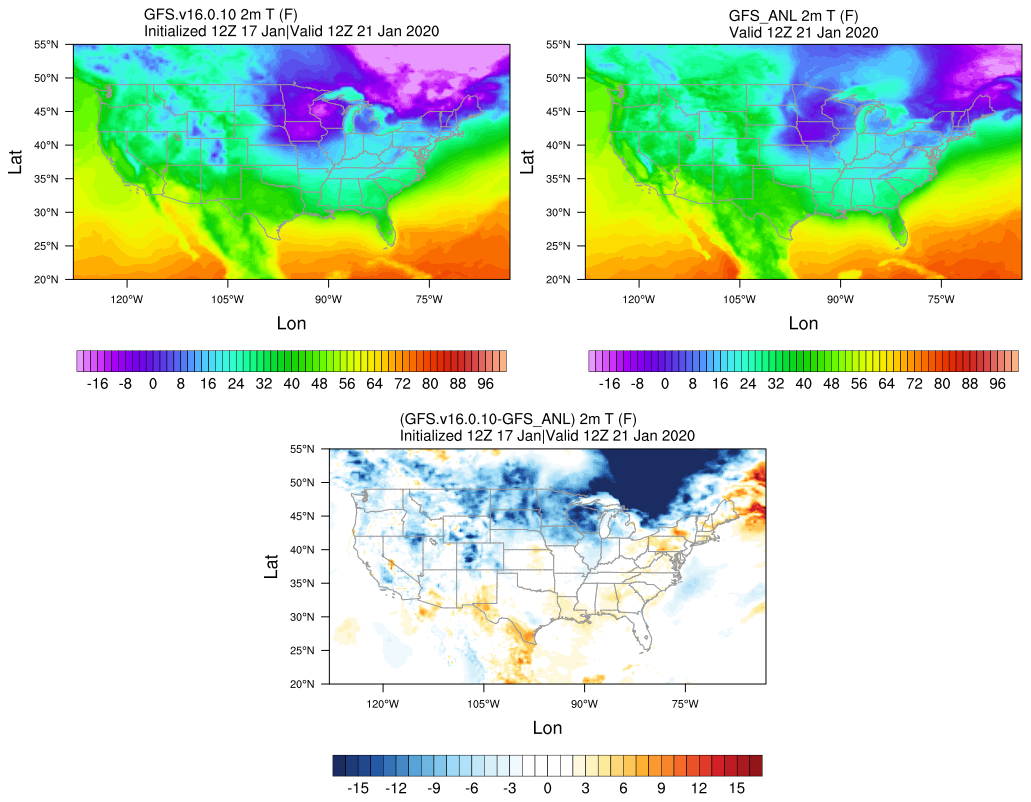 GFS.v16.0.10 2m T (F)
Initialized 12Z 17 Jan|Valid 12Z 21 Jan 2020
55°N
50°N
45°N
40°N
35°N
30°N
25°N
20°N
Lat
120°W 105°W 90°W 75°W
Lon
-16 -8 0 8 16 24 32 40 48 56 64 72 80 88 96
GFS_ANL 2m T (F)
Valid 12Z 21 Jan 2020
55°N
50°N
45°N
40°N
35°N
30°N
25°N
20°N
Lat
120°W 105°W 90°W 75°W
Lon
-16 -8 0 8 16 24 32 40 48 56 64 72 80 88 96
(GFS.v16.0.10-GFS_ANL) 2m T (F)
Initialized 12Z 17 Jan|Valid 12Z 21 Jan 2020
55°N
50°N
45°N
40°N
35°N
30°N
25°N
20°N
Lat
120°W 105°W 90°W 75°W
Lon
-15 -12 -9 -6 -3 0 3 6 9 12 15